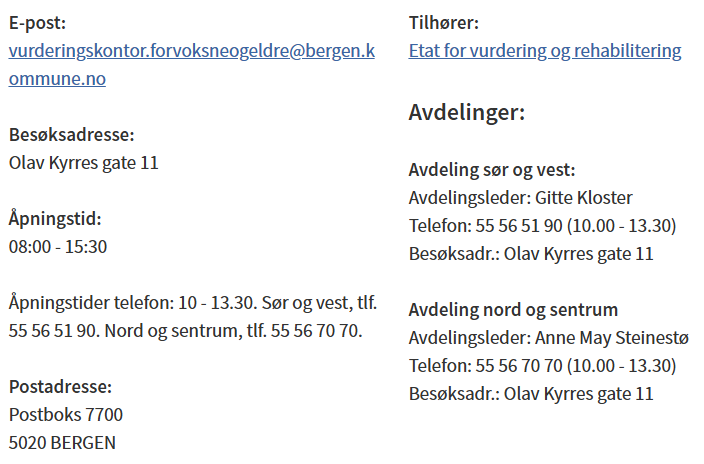 E-post:
vurderingskontor.forvoksneogeldre@bergen.k
ommune.no
Besøksadresse:
Olav Kyrres gate 11
Åpningstid:
08:00 - 15:30
Åpningstider telefon: 10 - 13.30. Sør og vest, tlf.
55 56 51 90. Nord og sentrum, tlf. 55 56 70 70.
Postadresse:
Postboks 7700
5020 BERGEN
Tilhører:
Etat for vurdering og rehabilitering
Avdelinger:
Avdeling sør og vest:
Avdelingsleder: Gitte Kloster
Telefon: 55 56 51 90 (10.00 - 13.30)
Besøksadr.: Olav Kyrres gate 11
Avdeling nord og sentrum
Avdelingsleder: Anne May Steinestø
Telefon: 55 56 70 70 (10.00 - 13.30)
Besøksadr.: Olav Kyrres gate 11